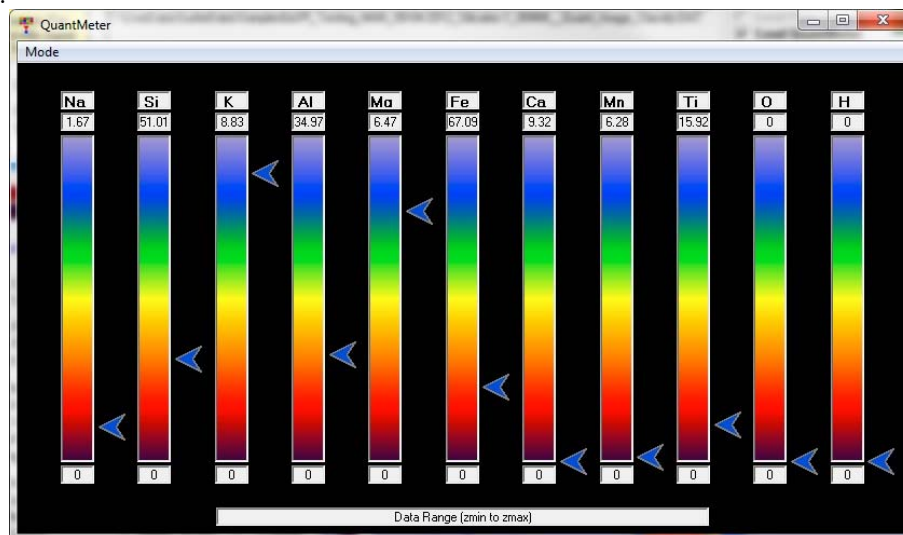 QuantMeter
Mode
Na Si K Al Mg Fe Ca Mn Ti O H
1.67 51.01 8.83 34.97 6.47 67.09 9.32 6.28 15.92 0 0
0 0 0 0 0 0 0 0 0 0 0
Data Range (zmin to zmax)